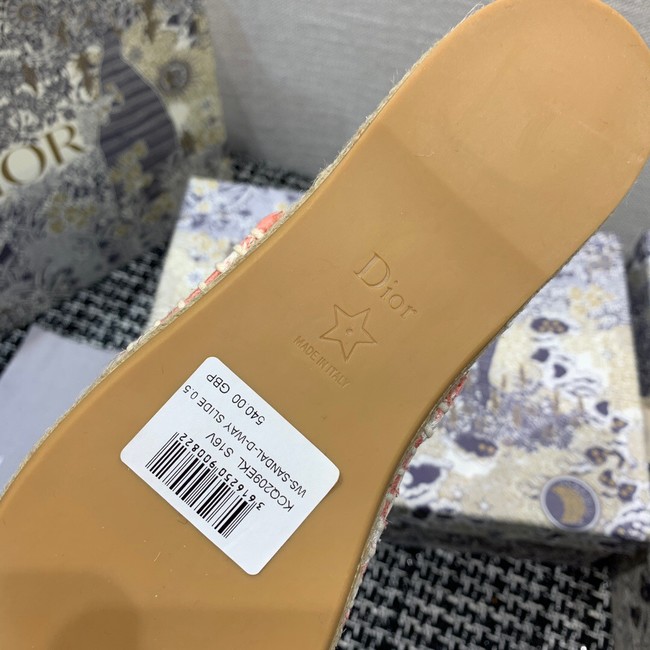 DIOR
Dior
MADE IN ITALY
WS-SANDAL-D-WAY SLIDE 0.5
540.00 GBP
KCQ209EKL S16V
3616250900822